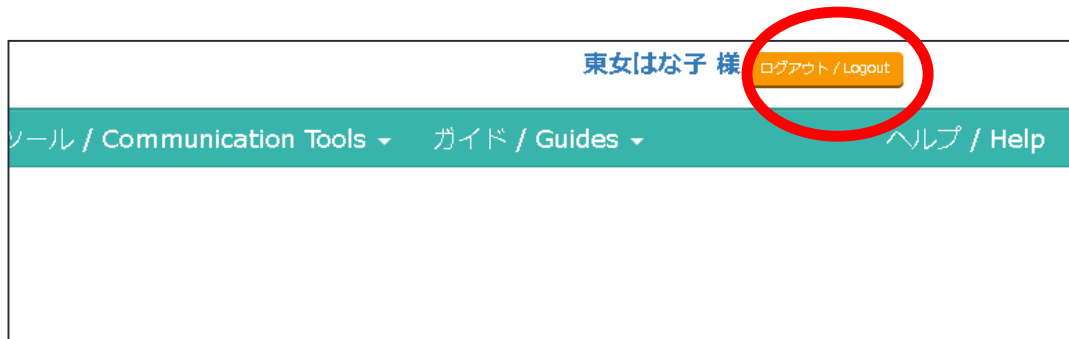 東女はな子 様 ログアウト / Logout
ツール / Communication Tools ガイド / Guides ヘルプ / Help